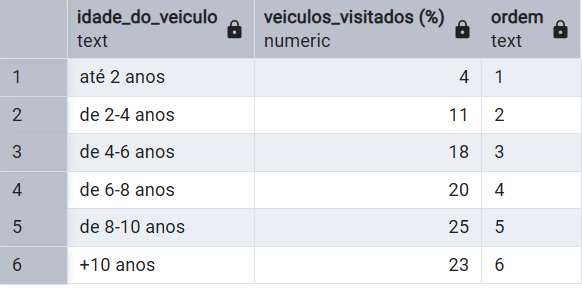 idade_do_veiculo veiculos_visitados (%) ordem
text numeric text
1 até 2 anos 4 1
2 de 2-4 anos 11 2
3 de 4-6 anos 18 3
4 de 6-8 anos 20 4
5 de 8-10 anos 25 5
6 +10 anos 23 6